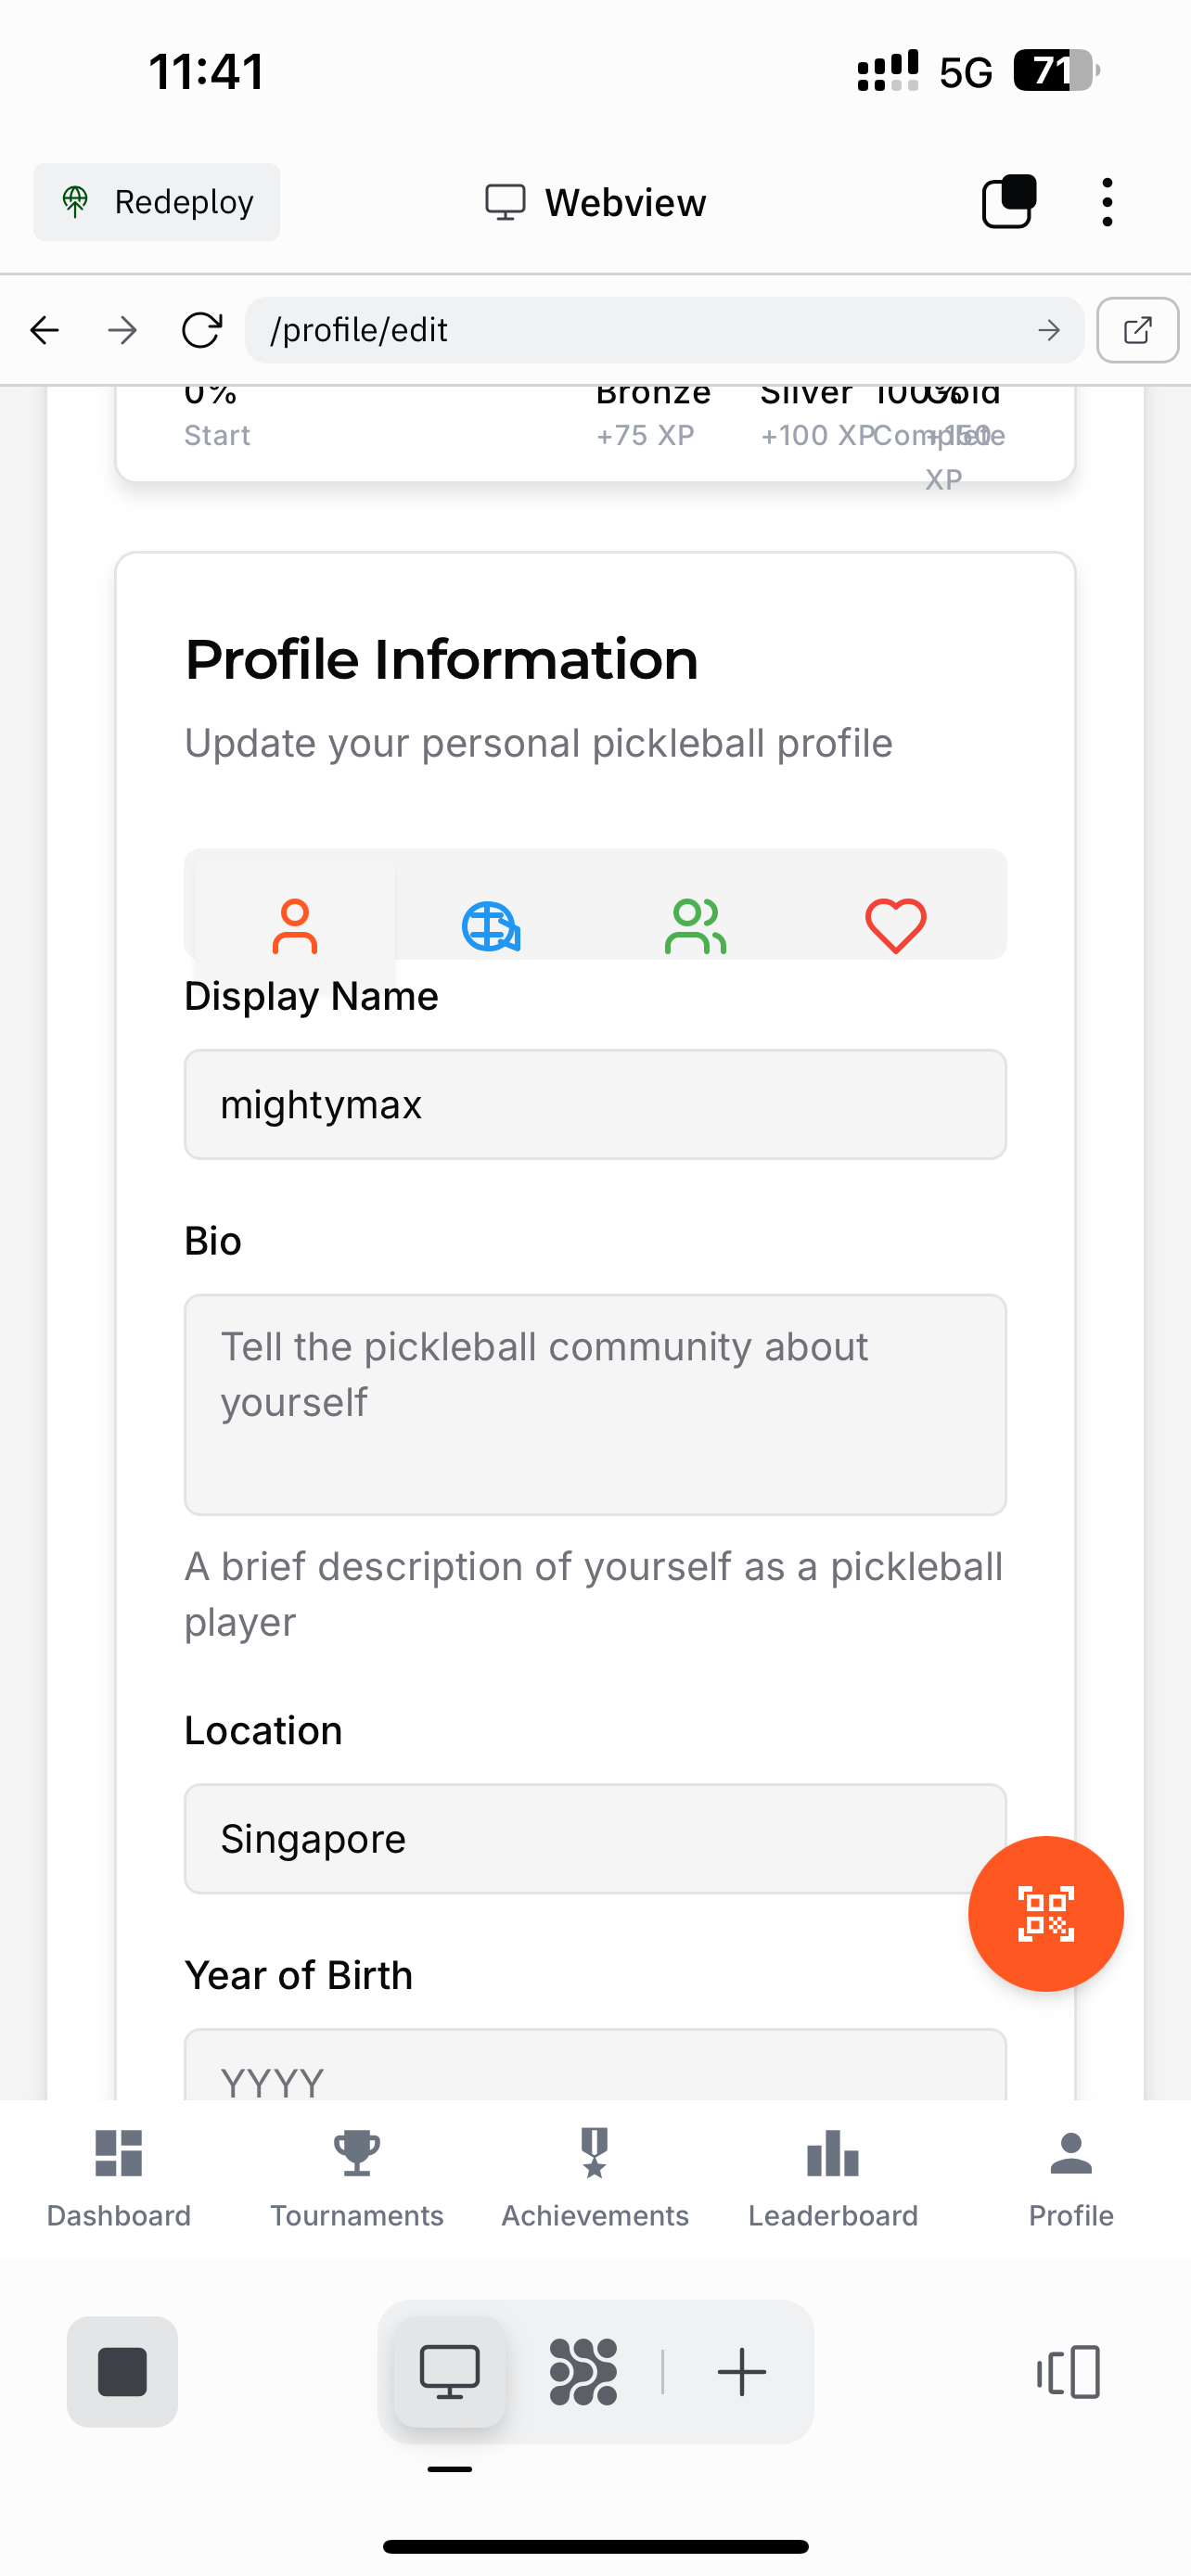 11:41
5G
71
Redeploy
Webview
/profile/edit
0%
Bronze
Silver
100%
Gold
Start
+75 XP
+100 XP
Complete
+150
XP
Profile Information
Update your personal pickleball profile
Display Name
mightymax
Bio
Tell the pickleball community about
yourself
A brief description of yourself as a pickleball
player
Location
Singapore
Year of Birth
YYYY
Dashboard
Tournaments
Achievements
Leaderboard
Profile